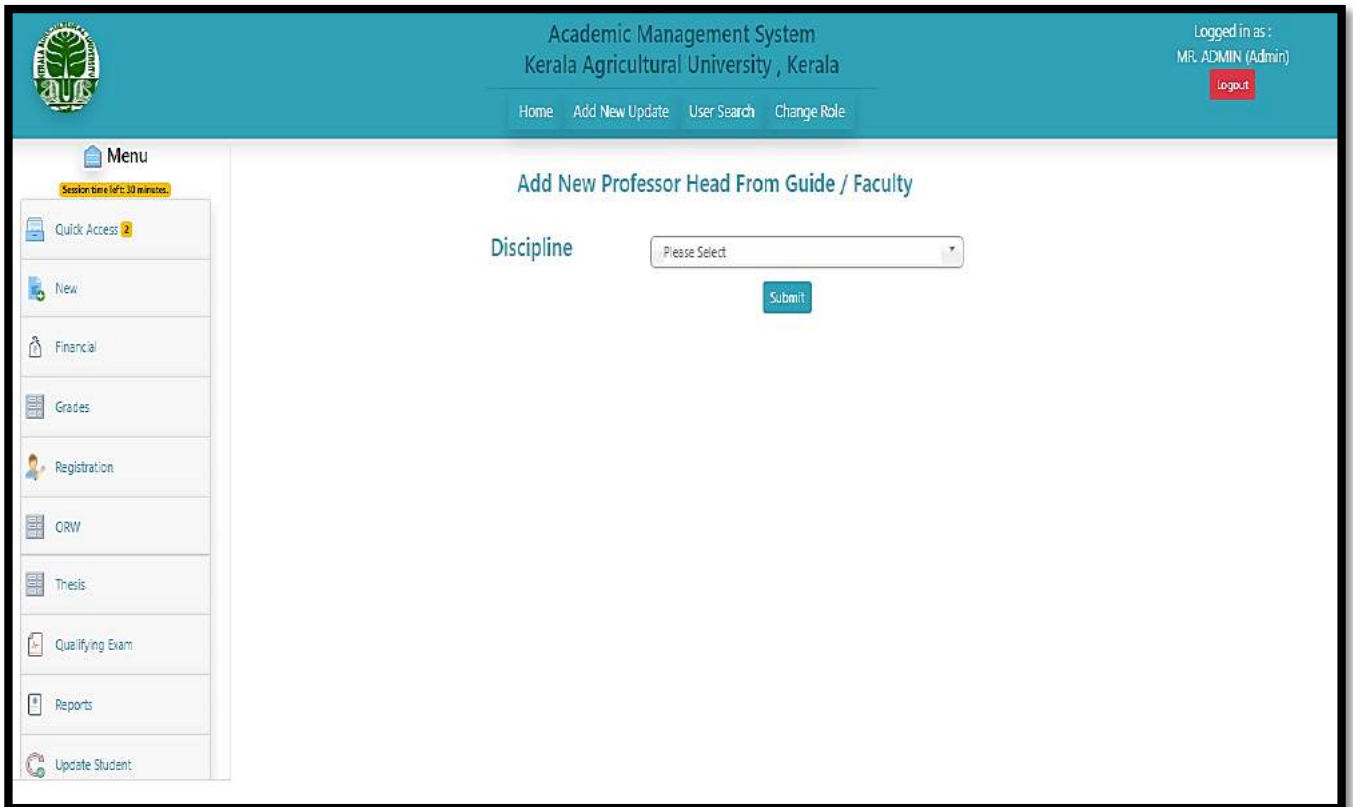 Academic Management System
Kerala Agricultural University , Kerala
Home Add New Update User Search Change Role
Logged in as :
MR. ADMIN (Admin)
Logout
Menu
Session time left: 30 minutes.
Quick Access 2
New
Financial
Grades
Registration
ORW
Thesis
Qualifying Exam
Reports
Update Student
Add New Professor Head From Guide / Faculty
Discipline Please Select
Submit